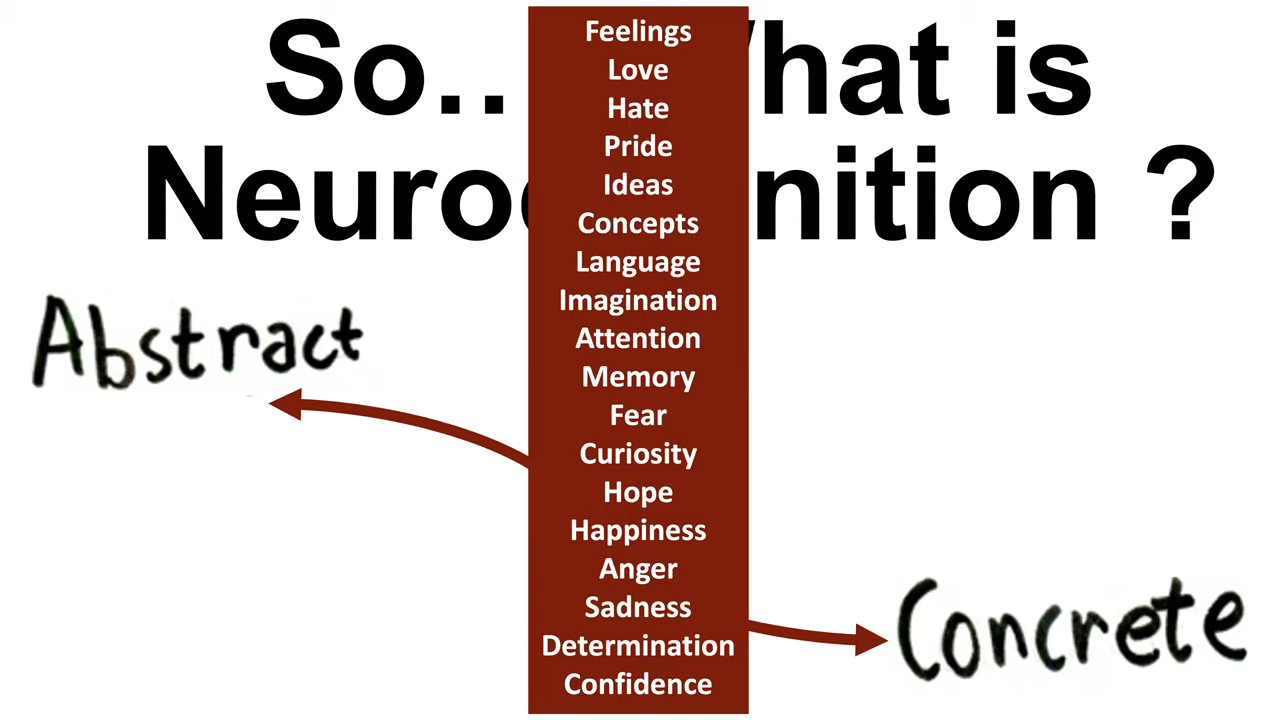 So.. hat is
Neuro nition ?
Feelings
Love
Hate
Pride
Ideas
Concepts
Language
Imagination
Attention
Memory
Fear
Curiosity
Hope
Happiness
Anger
Sadness
Determination
Confidence
Abstract
Concrete